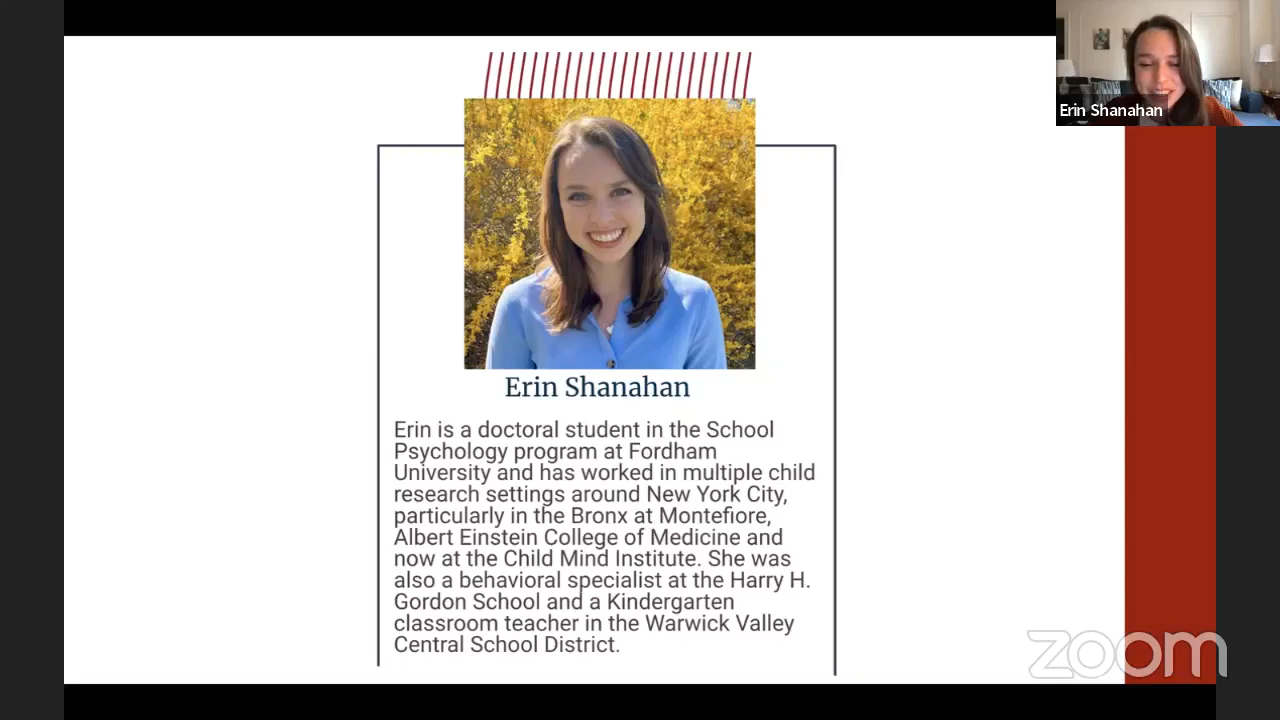 Erin Shanahan
Erin Shanahan
Erin is a doctoral student in the School
Psychology program at Fordham
University and has worked in multiple child
research settings around New York City,
particularly in the Bronx at Montefiore,
Albert Einstein College of Medicine and
now at the Child Mind Institute. She was
also a behavioral specialist at the Harry H.
Gordon School and a Kindergarten
classroom teacher in the Warwick Valley
Central School District.
zoom